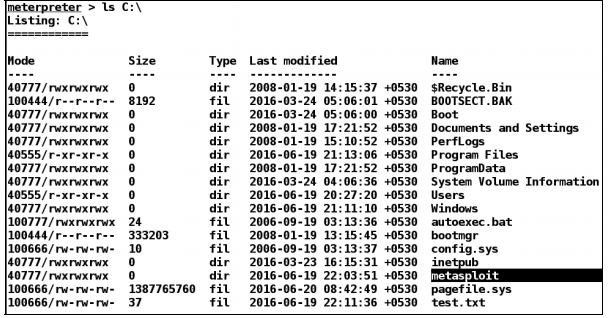 meterpreter > ls C:\
Listing: C:\
============
Mode Size Type Last modified Name
---- ---- ---- ------------- ----
40777/rwxrwxrwx 0 dir 2008-01-19 14:15:37 +0530 $Recycle.Bin
100444/r--r--r-- 8192 fil 2016-03-24 05:06:01 +0530 BOOTSECT.BAK
40777/rwxrwxrwx 0 dir 2016-03-24 05:06:00 +0530 Boot
40777/rwxrwxrwx 0 dir 2008-01-19 17:21:52 +0530 Documents and Settings
40777/rwxrwxrwx 0 dir 2008-01-19 15:10:52 +0530 PerfLogs
40555/r-xr-xr-x 0 dir 2016-06-19 21:13:06 +0530 Program Files
40777/rwxrwxrwx 0 dir 2008-01-19 17:21:52 +0530 ProgramData
40777/rwxrwxrwx 0 dir 2016-03-24 04:06:36 +0530 System Volume Information
40555/r-xr-xr-x 0 dir 2016-06-19 20:27:20 +0530 Users
40777/rwxrwxrwx 0 dir 2016-06-19 21:11:10 +0530 Windows
100777/rwxrwxrwx 24 fil 2006-09-19 03:13:36 +0530 autoexec.bat
100444/r--r--r-- 333203 fil 2008-01-19 13:15:45 +0530 bootmgr
100666/rw-rw-rw- 10 fil 2006-09-19 03:13:37 +0530 config.sys
40777/rwxrwxrwx 0 dir 2016-03-23 16:15:31 +0530 inetpub
40777/rwxrwxrwx 0 dir 2016-06-19 22:03:51 +0530 metasploit
100666/rw-rw-rw- 1387765760 fil 2016-06-20 08:42:49 +0530 pagefile.sys
100666/rw-rw-rw- 37 fil 2016-06-19 22:11:36 +0530 test.txt